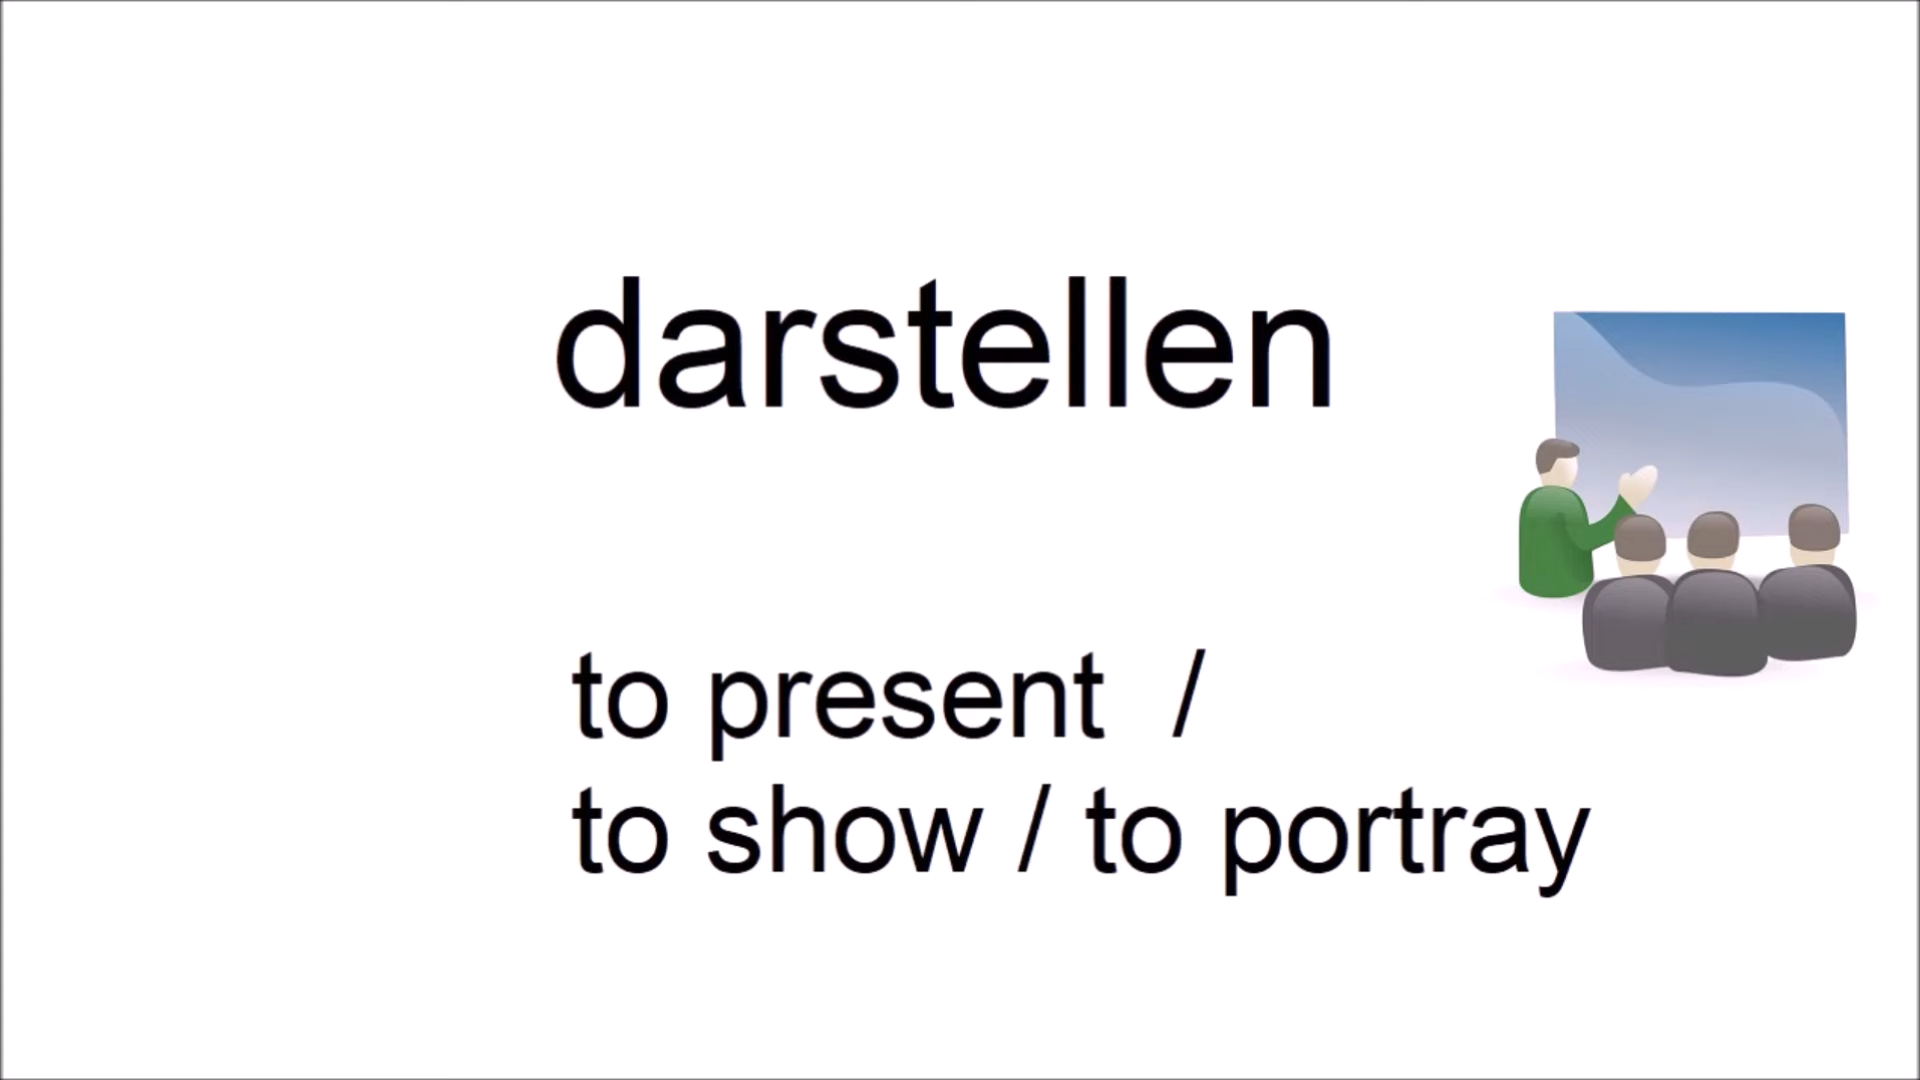 darstellen
to present /
to show / to portray